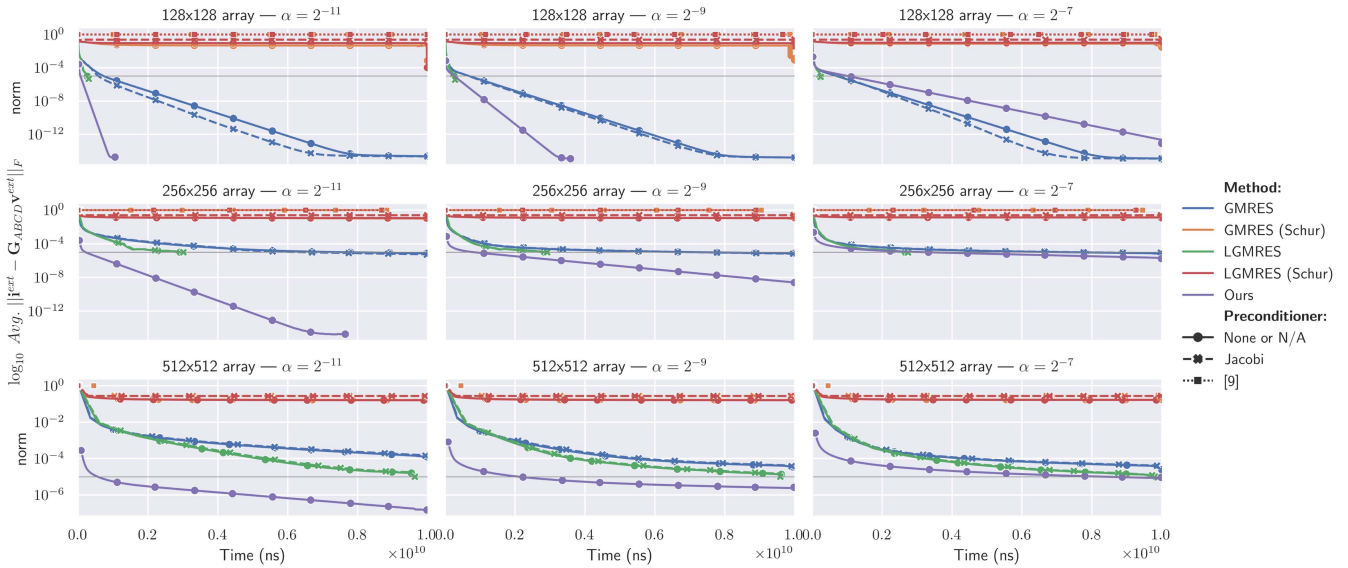 128x128 array — α = 2^{-11}
128x128 array — α = 2^{-9}
128x128 array — α = 2^{-7}
10^0
10^{-4}
10^{-8}
10^{-12}
norm
256x256 array — α = 2^{-11}
256x256 array — α = 2^{-9}
256x256 array — α = 2^{-7}
10^0
10^{-4}
10^{-8}
10^{-12}
log_{10} Avg. ||i^{ext} − G_{ABCD}v^{ext}||_F
512x512 array — α = 2^{-11}
512x512 array — α = 2^{-9}
512x512 array — α = 2^{-7}
10^0
10^{-2}
10^{-4}
10^{-6}
norm
0.0 0.2 0.4 0.6 0.8 1.0
0.0 0.2 0.4 0.6 0.8 1.0
0.0 0.2 0.4 0.6 0.8 1.0
Time (ns) ×10^{10}
Time (ns) ×10^{10}
Time (ns) ×10^{10}
Method:
GMRES
GMRES (Schur)
LGMRES
LGMRES (Schur)
Ours
Preconditioner:
None or N/A
Jacobi
[9]